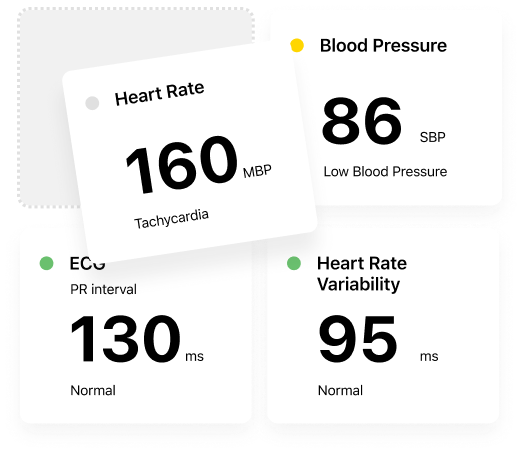 Heart Rate
160 MBP
Tachycardia
Blood Pressure
86 SBP
Low Blood Pressure
ECG
PR interval
130 ms
Normal
Heart Rate
Variability
95 ms
Normal